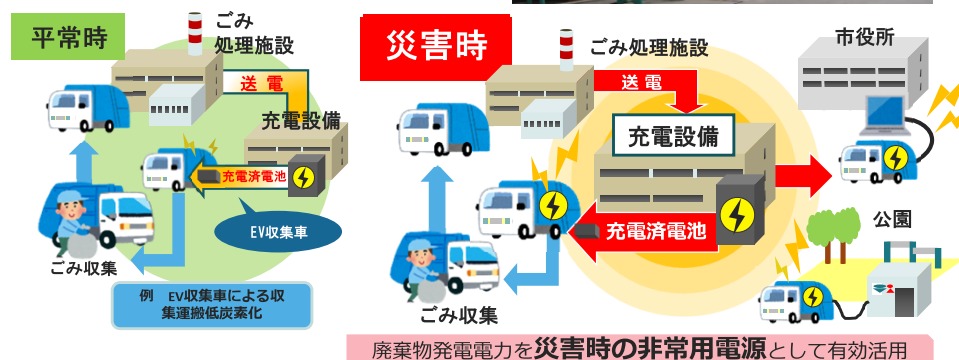 平常時
ごみ
処理施設
送電
充電設備
充電済電池
EV収集車
ごみ収集
例 EV収集車による収
集運搬低炭素化
災害時
ごみ処理施設
送電
充電設備
充電済電池
ごみ収集
市役所
公園
廃棄物発電電力を災害時の非常用電源として有効活用